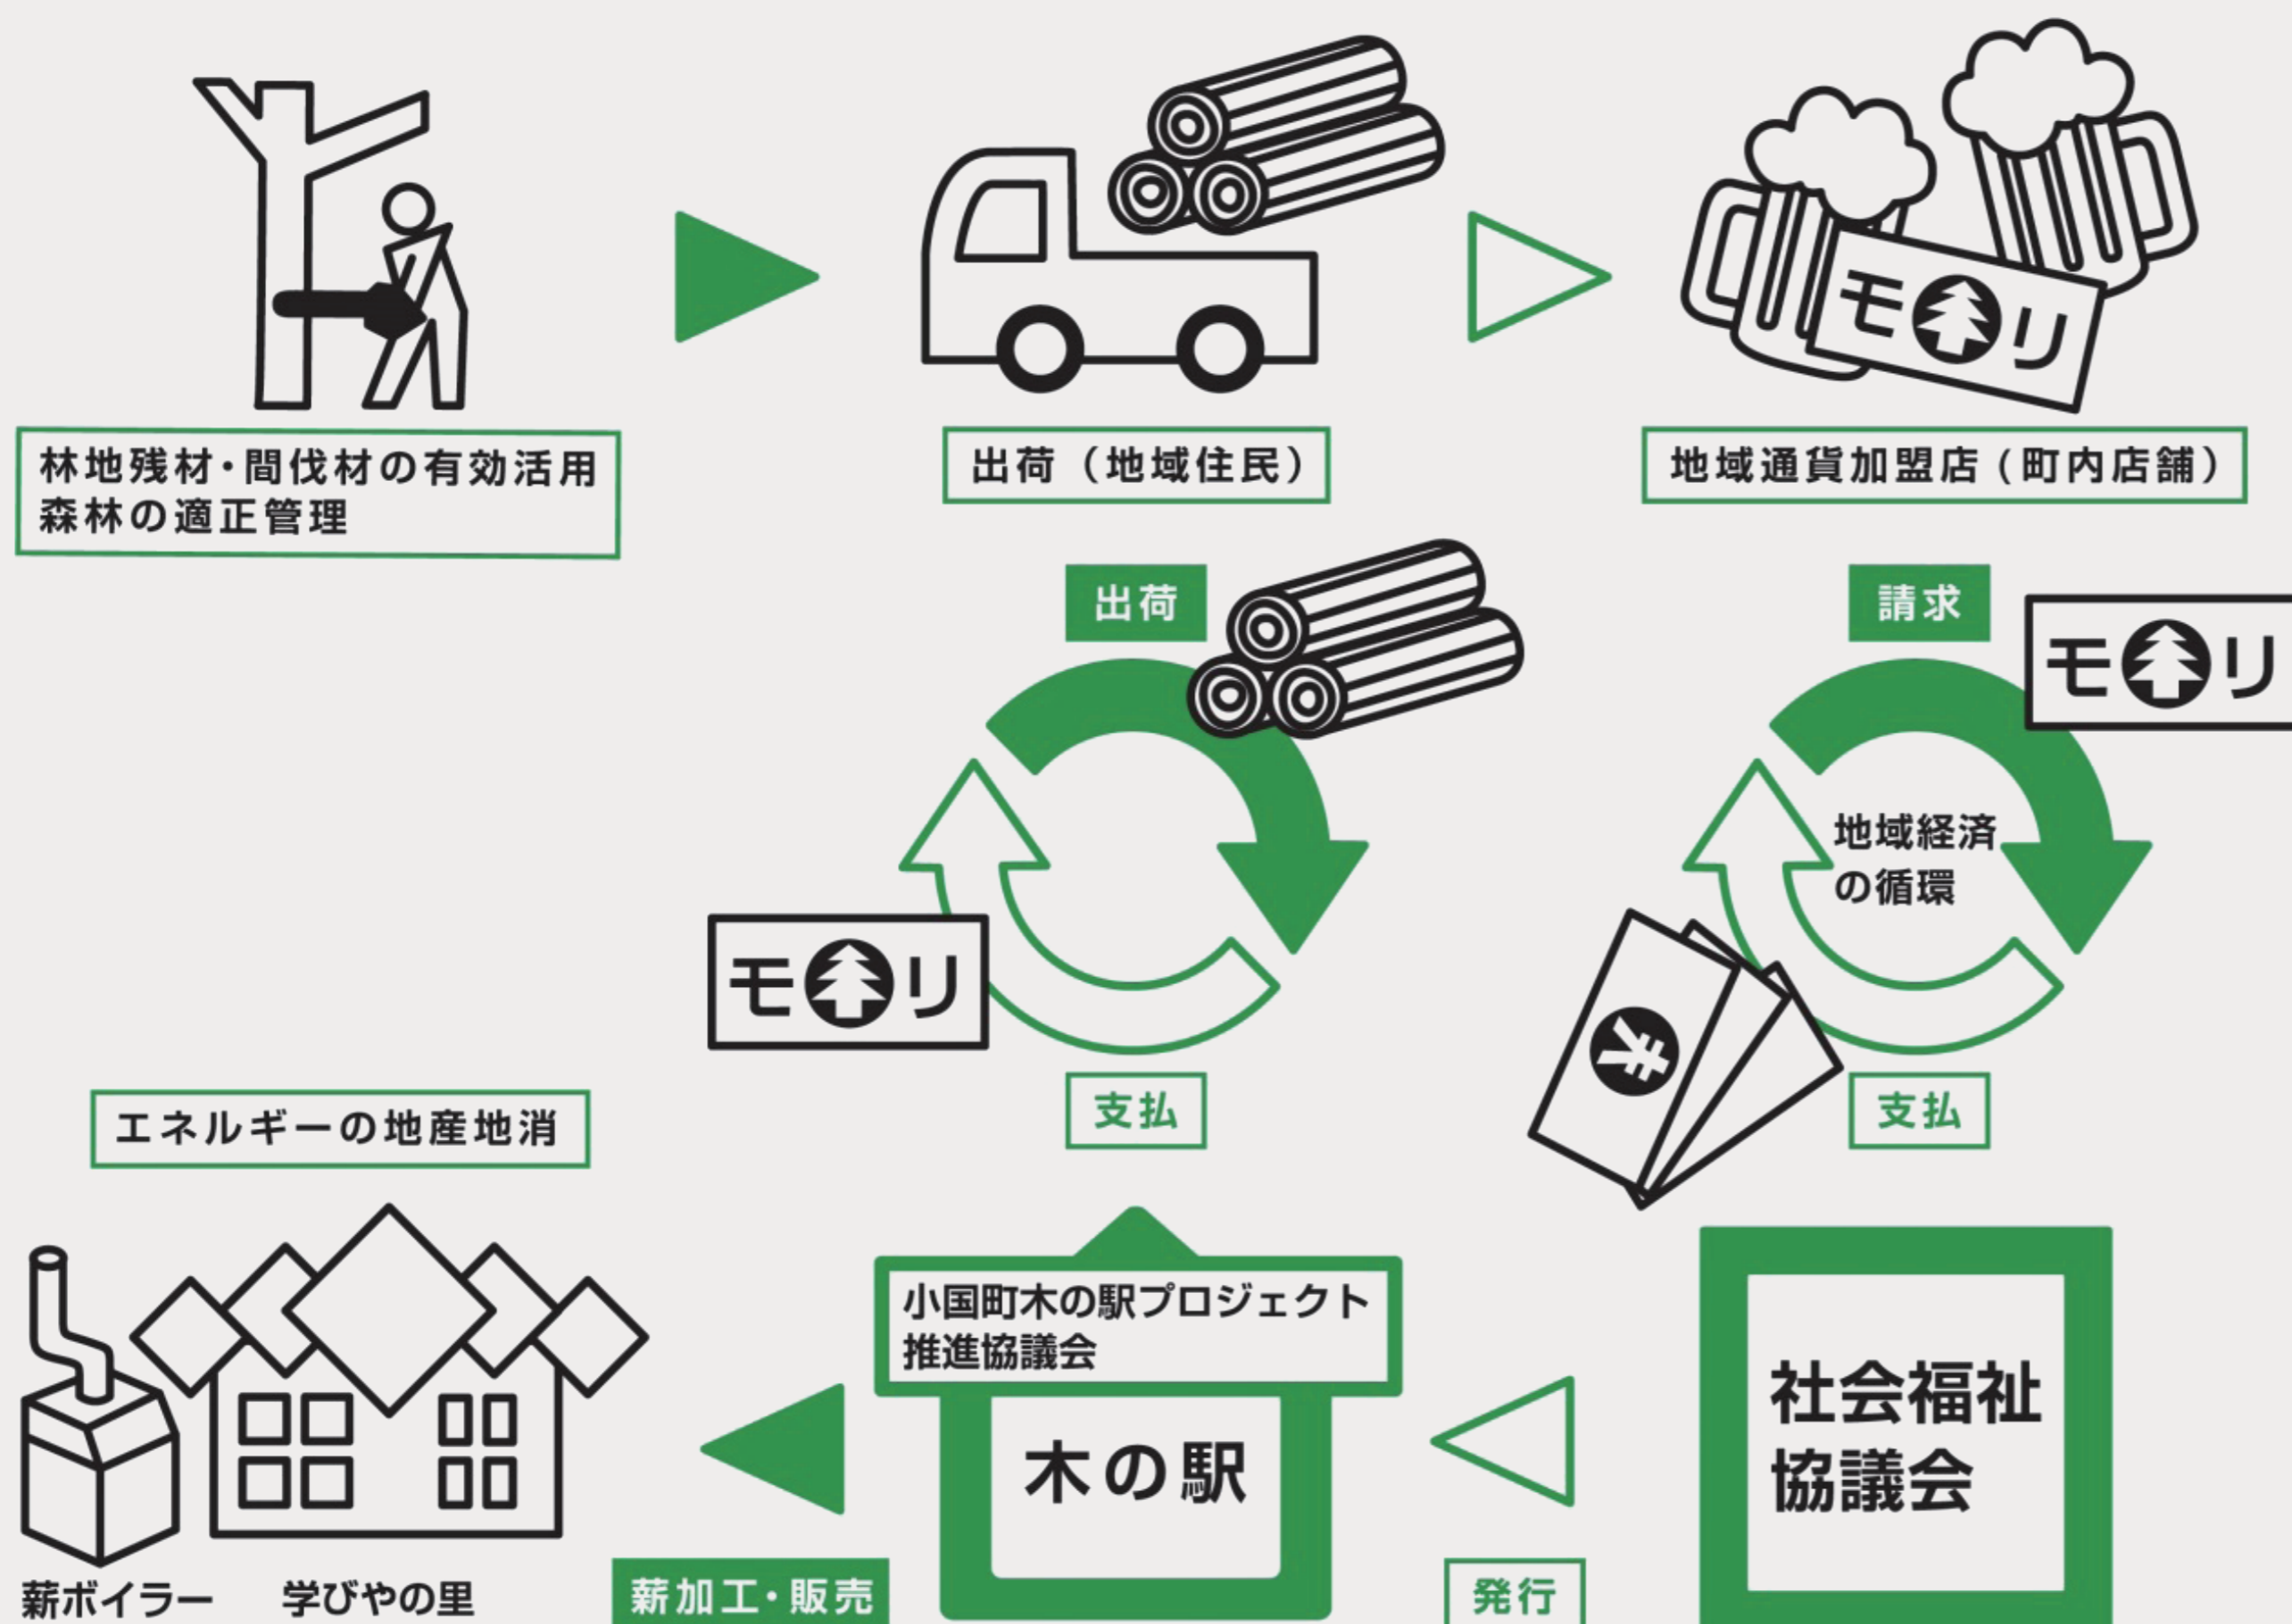 モリ
林地残材・間伐材の有効活用
森林の適正管理
出荷（地域住民）
地域通貨加盟店（町内店舗）
出荷
請求
モリ
地域経済
の循環
モリ
¥
支払
支払
エネルギーの地産地消
小国町木の駅プロジェクト
推進協議会
木の駅
社会福祉
協議会
薪ボイラー
学びやの里
薪加工・販売
発行